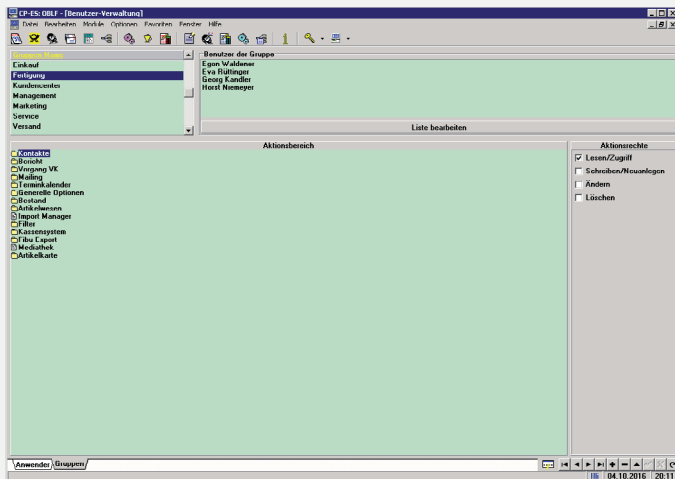 CP-ES: OBLF - [Benutzer-Verwaltung]
Datei Bearbeiten Module Optionen Favoriten Fenster Hilfe
Gruppen Name
Einkauf
Fertigung
Kundencenter
Management
Marketing
Service
Versand
Benutzer der Gruppe
Egon Waldener
Eva Rüttinger
Georg Kandler
Horst Niemeyer
Liste bearbeiten
Aktionsbereich
Kontakte
Bericht
Vorgang VK
Mailing
Terminkalender
Generelle Optionen
Bestand
Artikelwesen
Import Manager
Filter
Kassensystem
Fibu Export
Mediathek
Artikelkarte
Aktionsrechte
Lesen/Zugriff
Schreiben/Neuanlegen
Ändern
Löschen
Anwender Gruppen
04.10.2016 20:11